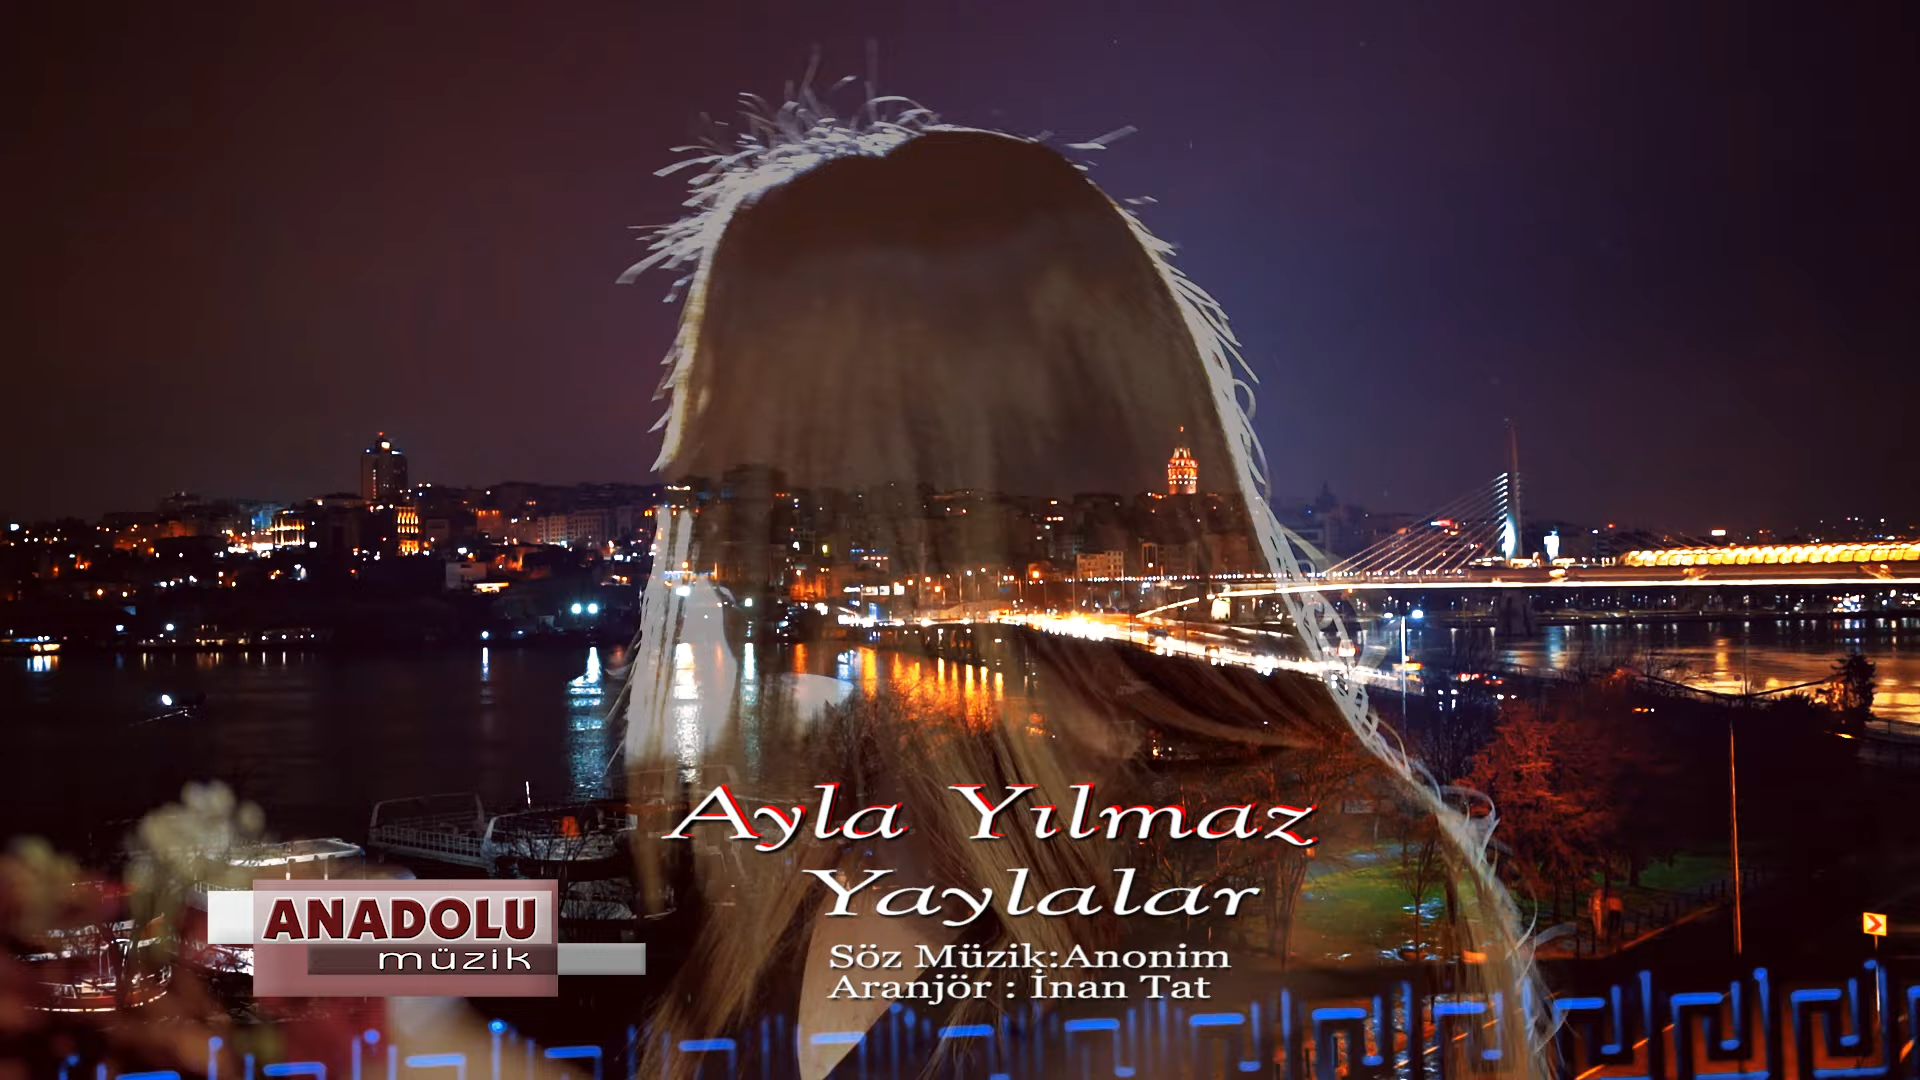 Ayla Yılmaz
Yaylalar
Söz Müzik:Anonim
Aranjör : İnan Tat
ANADOLU
müzik